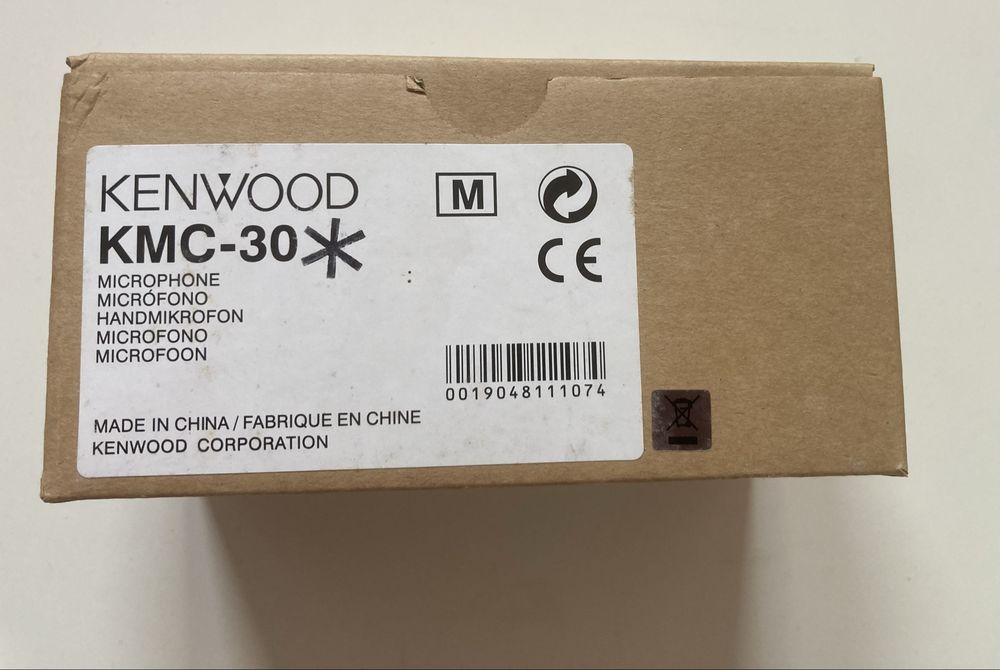 KENWOOD
KMC-30*
MICROPHONE
MICRÓFONO
HANDMIKROFON
MICROFONO
MICROFOON
MADE IN CHINA / FABRIQUE EN CHINE
KENWOOD CORPORATION
M
CE
0019048111074